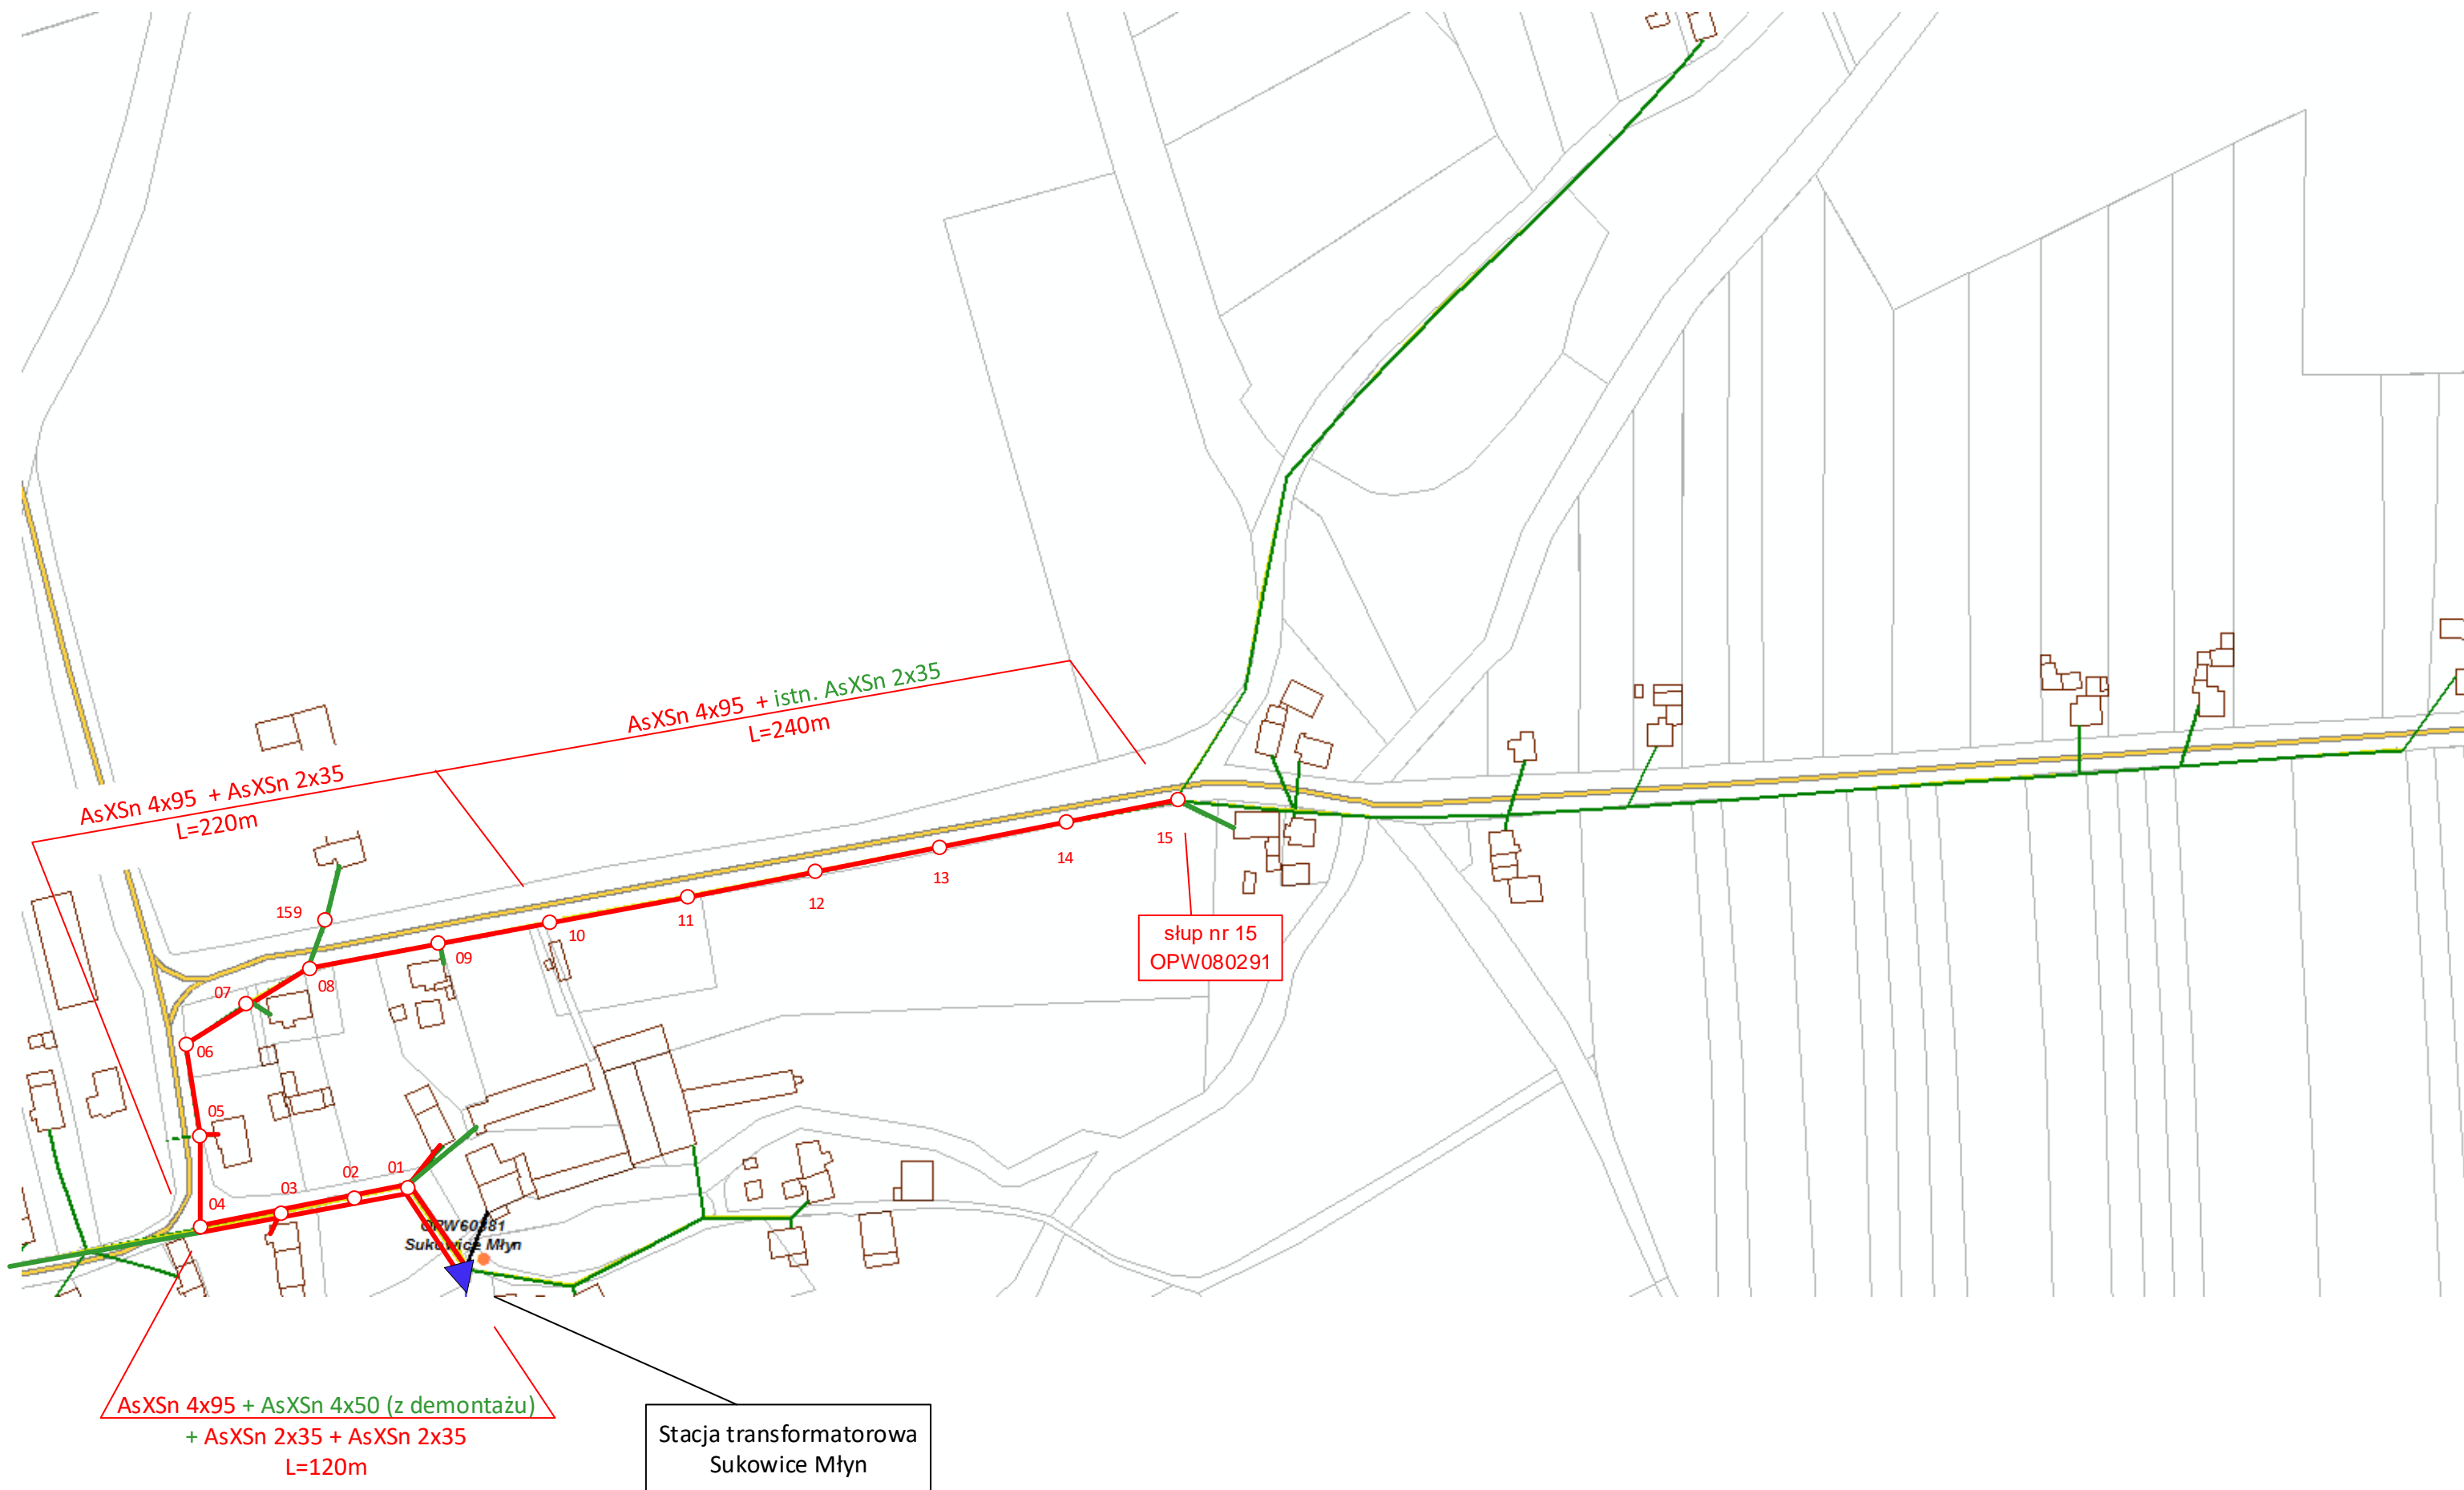 AsXSn 4x95 + istn. AsXSn 2x35
L=240m
AsXSn 4x95 + AsXSn 2x35
L=220m
15
14
13
12
11
10
09
08
159
07
06
05
04
03
02
01
słup nr 15
OPW080291
OPW60381
Sukowice Młyn
AsXSn 4x95 + AsXSn 4x50 (z demontażu)
+ AsXSn 2x35 + AsXSn 2x35
L=120m
Stacja transformatorowa
Sukowice Młyn